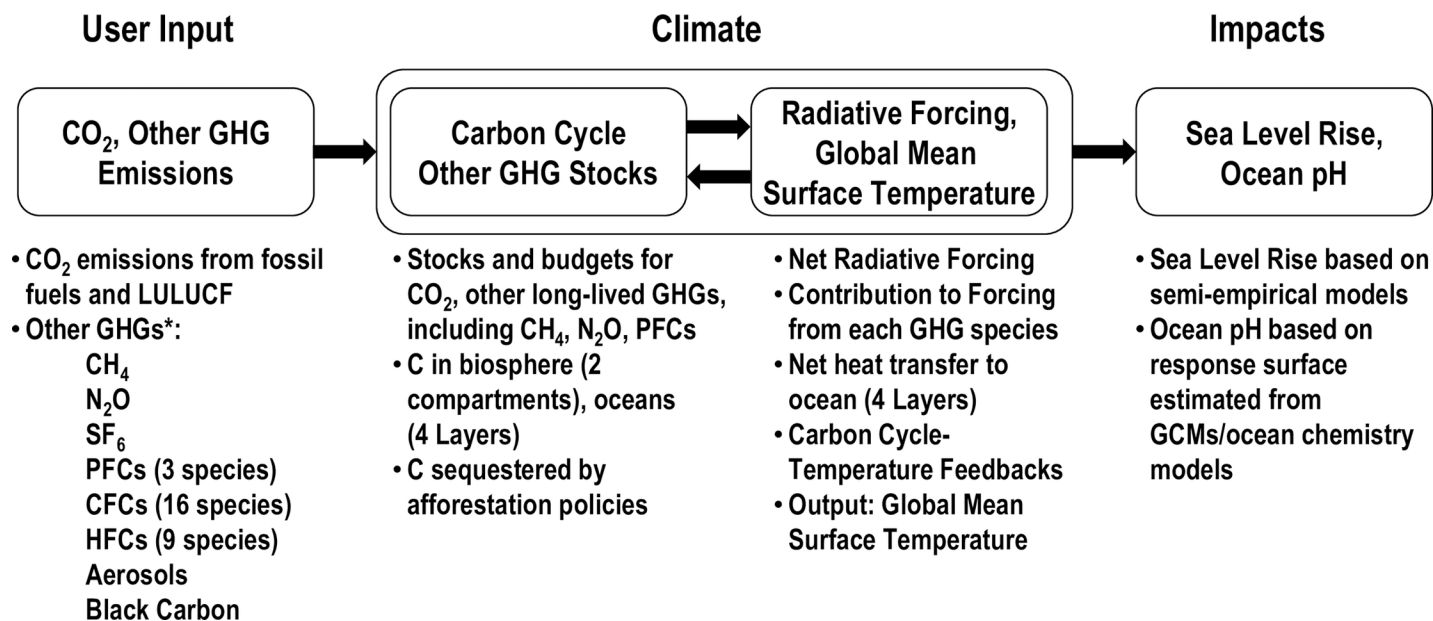 User Input
Climate
Impacts
CO₂, Other GHG
Emissions
Carbon Cycle
Other GHG Stocks
Radiative Forcing,
Global Mean
Surface Temperature
Sea Level Rise,
Ocean pH
• CO₂ emissions from fossil
fuels and LULUCF
• Other GHGs*:
CH₄
N₂O
SF₆
PFCs (3 species)
CFCs (16 species)
HFCs (9 species)
Aerosols
Black Carbon
• Stocks and budgets for
CO₂, other long-lived GHGs,
including CH₄, N₂O, PFCs
• C in biosphere (2
compartments), oceans
(4 Layers)
• C sequestered by
afforestation policies
• Net Radiative Forcing
• Contribution to Forcing
from each GHG species
• Net heat transfer to
ocean (4 Layers)
• Carbon Cycle-
Temperature Feedbacks
• Output: Global Mean
Surface Temperature
• Sea Level Rise based on
semi-empirical models
• Ocean pH based on
response surface
estimated from
GCMs/ocean chemistry
models